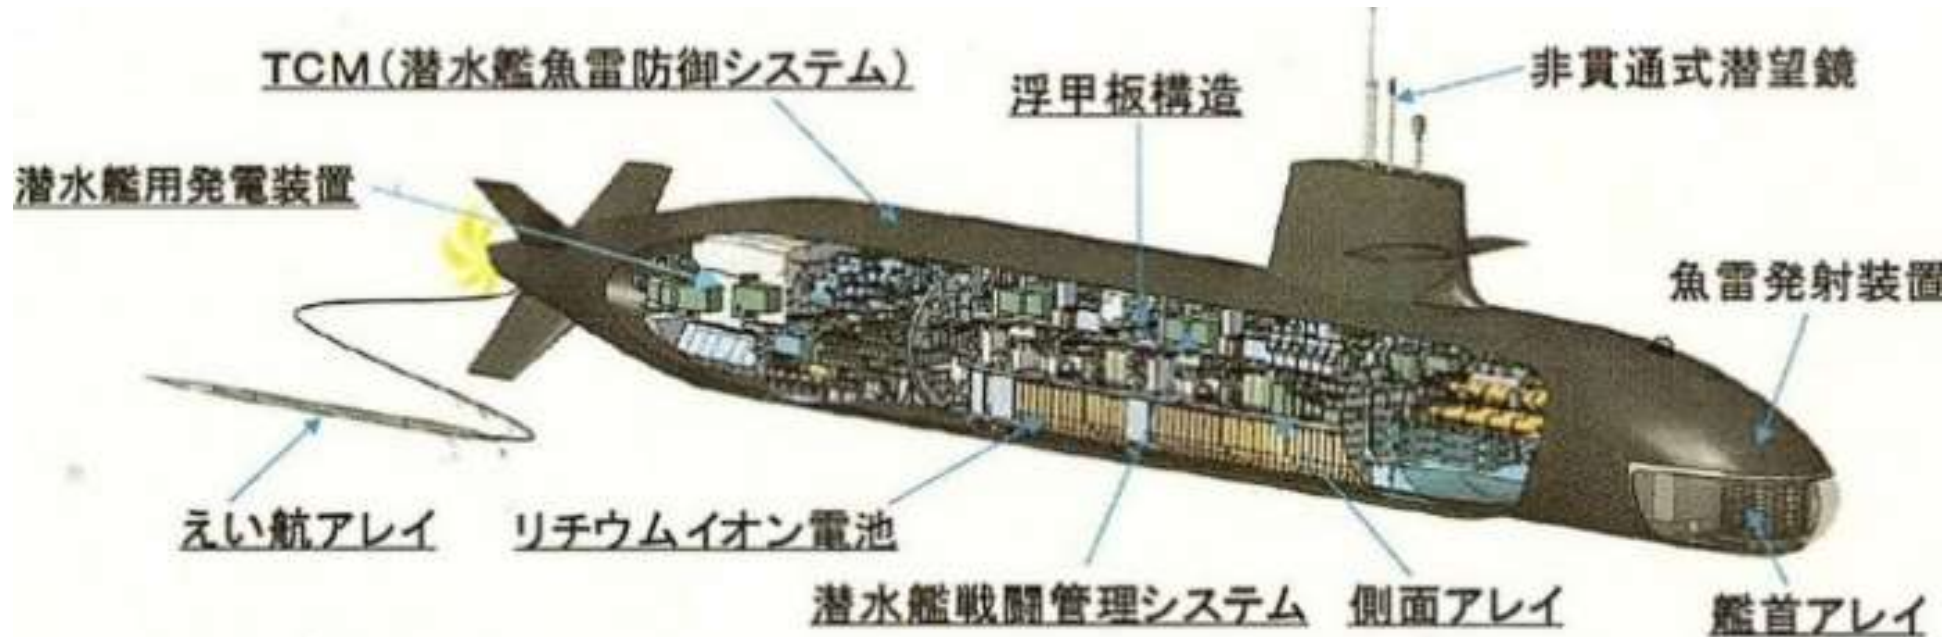 TCM(潜水艦魚雷防御システム)
浮甲板構造
非貫通式潜望鏡
潜水艦用発電装置
魚雷発射装置
えい航アレイ
リチウムイオン電池
潜水艦戦闘管理システム
側面アレイ
艦首アレイ